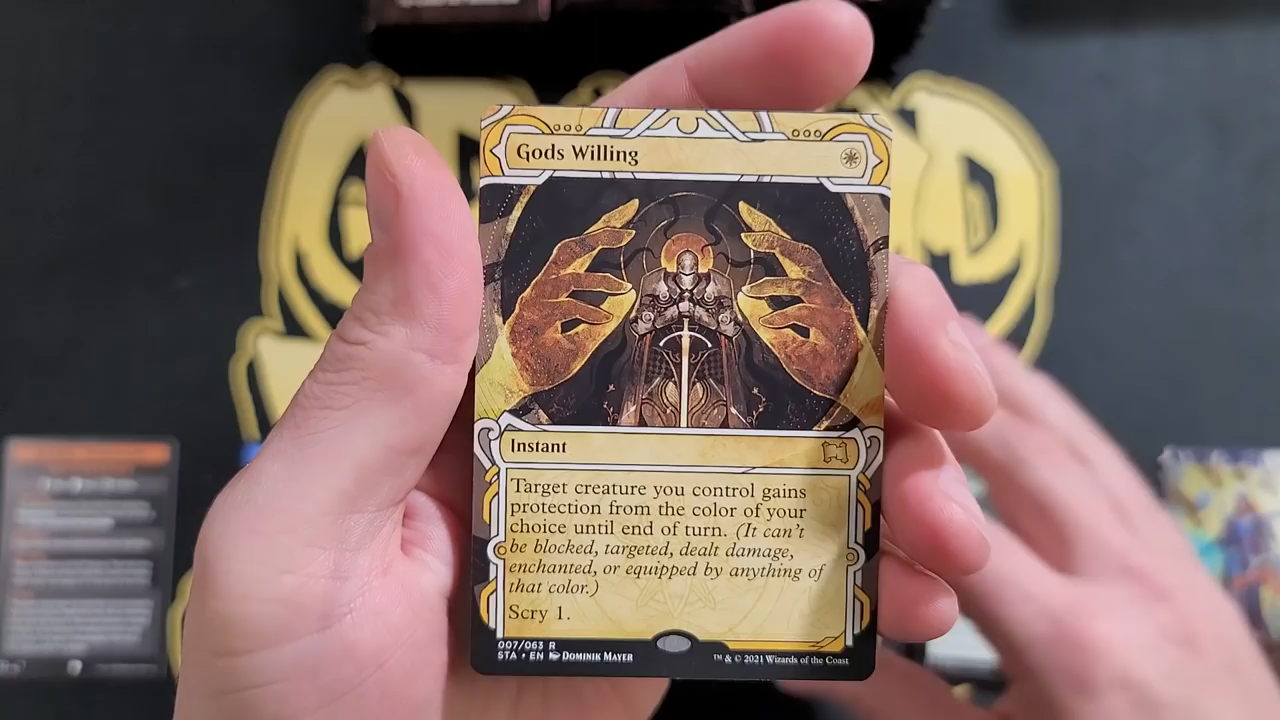 Gods Willing
Instant
Target creature you control gains
protection from the color of your
choice until end of turn. (It can't
be blocked, targeted, dealt damage,
enchanted, or equipped by anything of
that color.)
Scry 1.
007/063 R
STA • EN Dominik Mayer
™ & © 2021 Wizards of the Coast